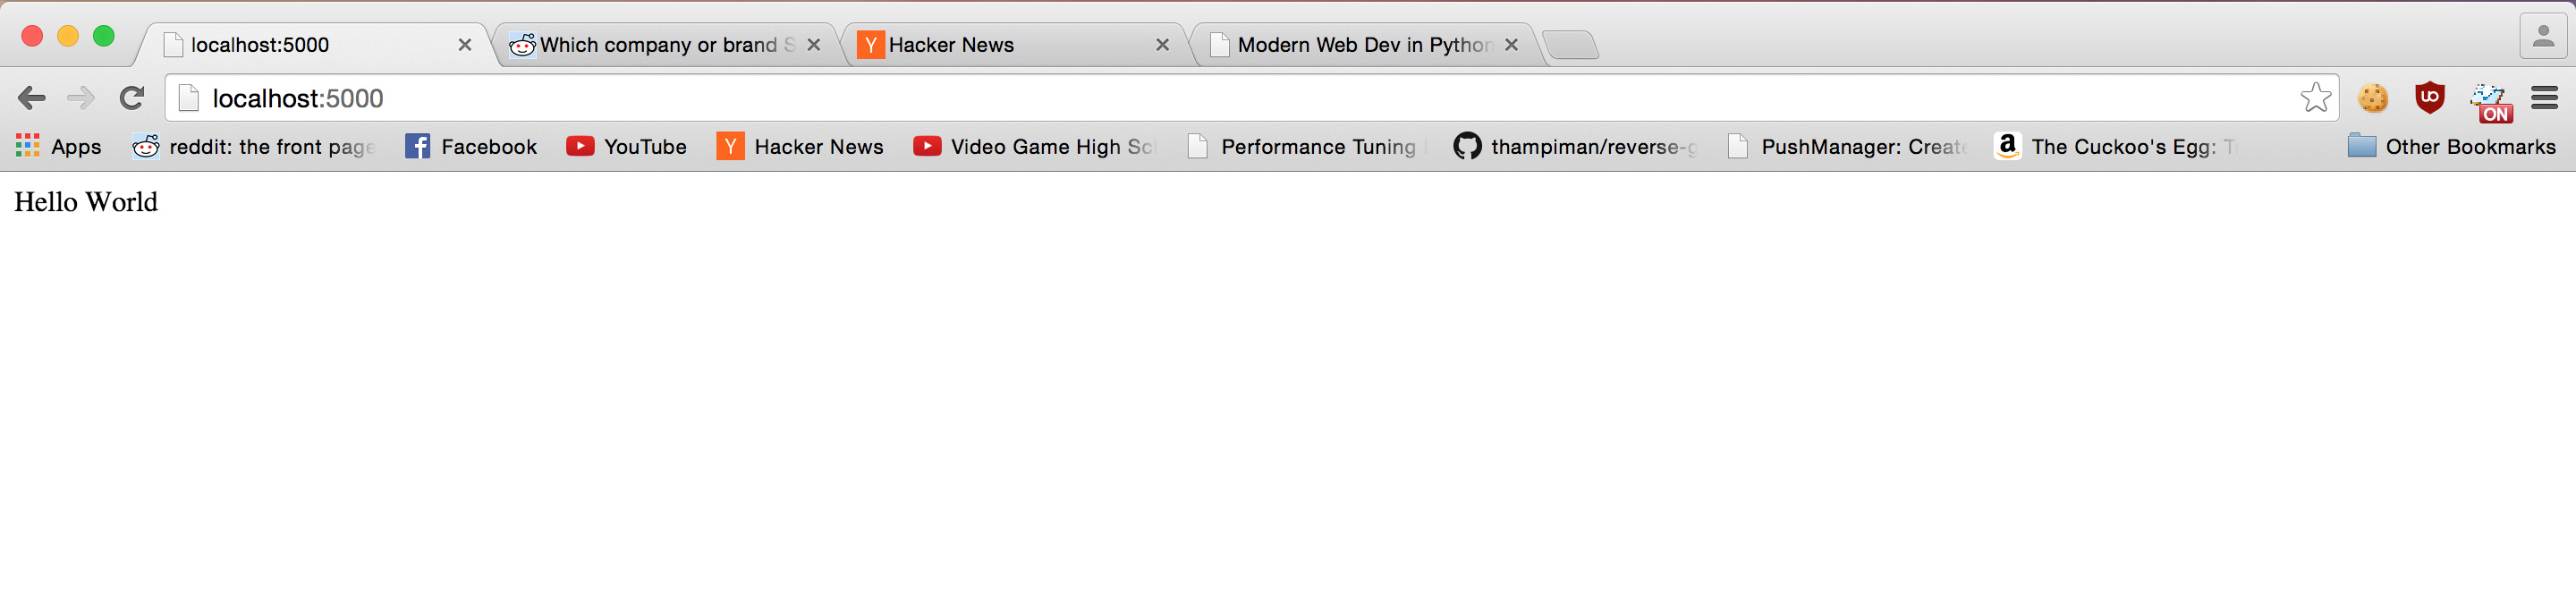 localhost:5000 Which company or brand Hacker News Modern Web Dev in Python
localhost:5000 ON
Apps reddit: the front page Facebook YouTube Hacker News Video Game High Performance Tuning thampiman/reverse-g PushManager: Create The Cuckoo's Egg: Other Bookmarks
Hello World